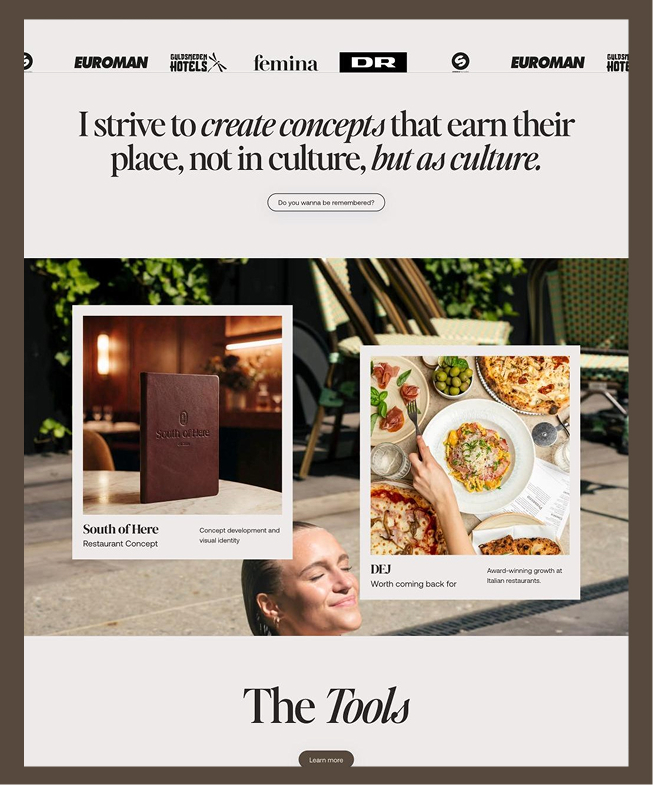 EUROMAN
GULDSMEDEN
HOTELS
femina
DR
EUROMAN
I strive to create concepts that earn their
place, not in culture, but as culture.
Do you wanna be remembered?
South of Here
South of Here
Restaurant Concept
Concept development and
visual identity
DEJ
Worth coming back for
Award-winning growth at
Italian restaurants.
The Tools
Learn more